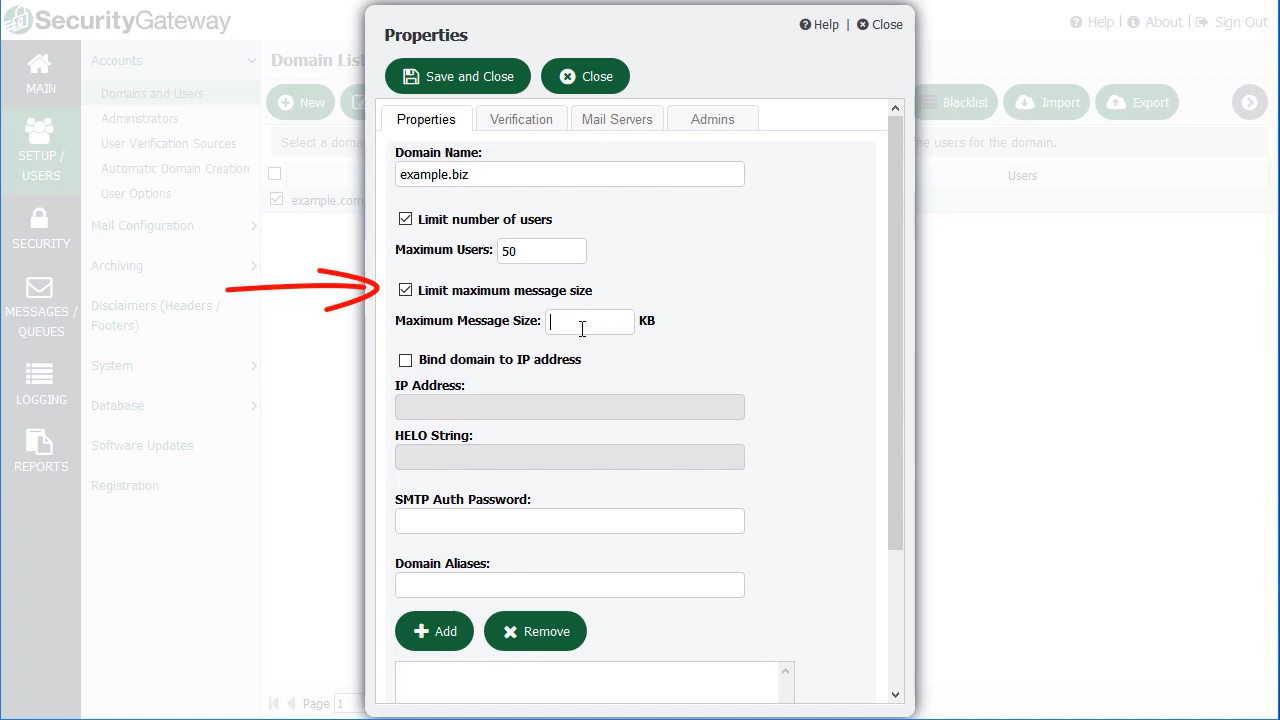 SecurityGateway
Help | About | Sign Out
MAIN
SETUP /
USERS
SECURITY
MESSAGES /
QUEUES
LOGGING
REPORTS
Accounts
Domains and Users
Administrators
User Verification Sources
Automatic Domain Creation
User Options
Mail Configuration
Archiving
Disclaimers (Headers /
Footers)
System
Database
Software Updates
Registration
Domain List
New
Blacklist
Import
Export
Select a doma
the users for the domain.
Users
example.com
Page 1
Properties
Help | Close
Save and Close
Close
Properties
Verification
Mail Servers
Admins
Domain Name:
example.biz
Limit number of users
Maximum Users: 50
Limit maximum message size
Maximum Message Size: KB
Bind domain to IP address
IP Address:
HELO String:
SMTP Auth Password:
Domain Aliases:
Add
Remove